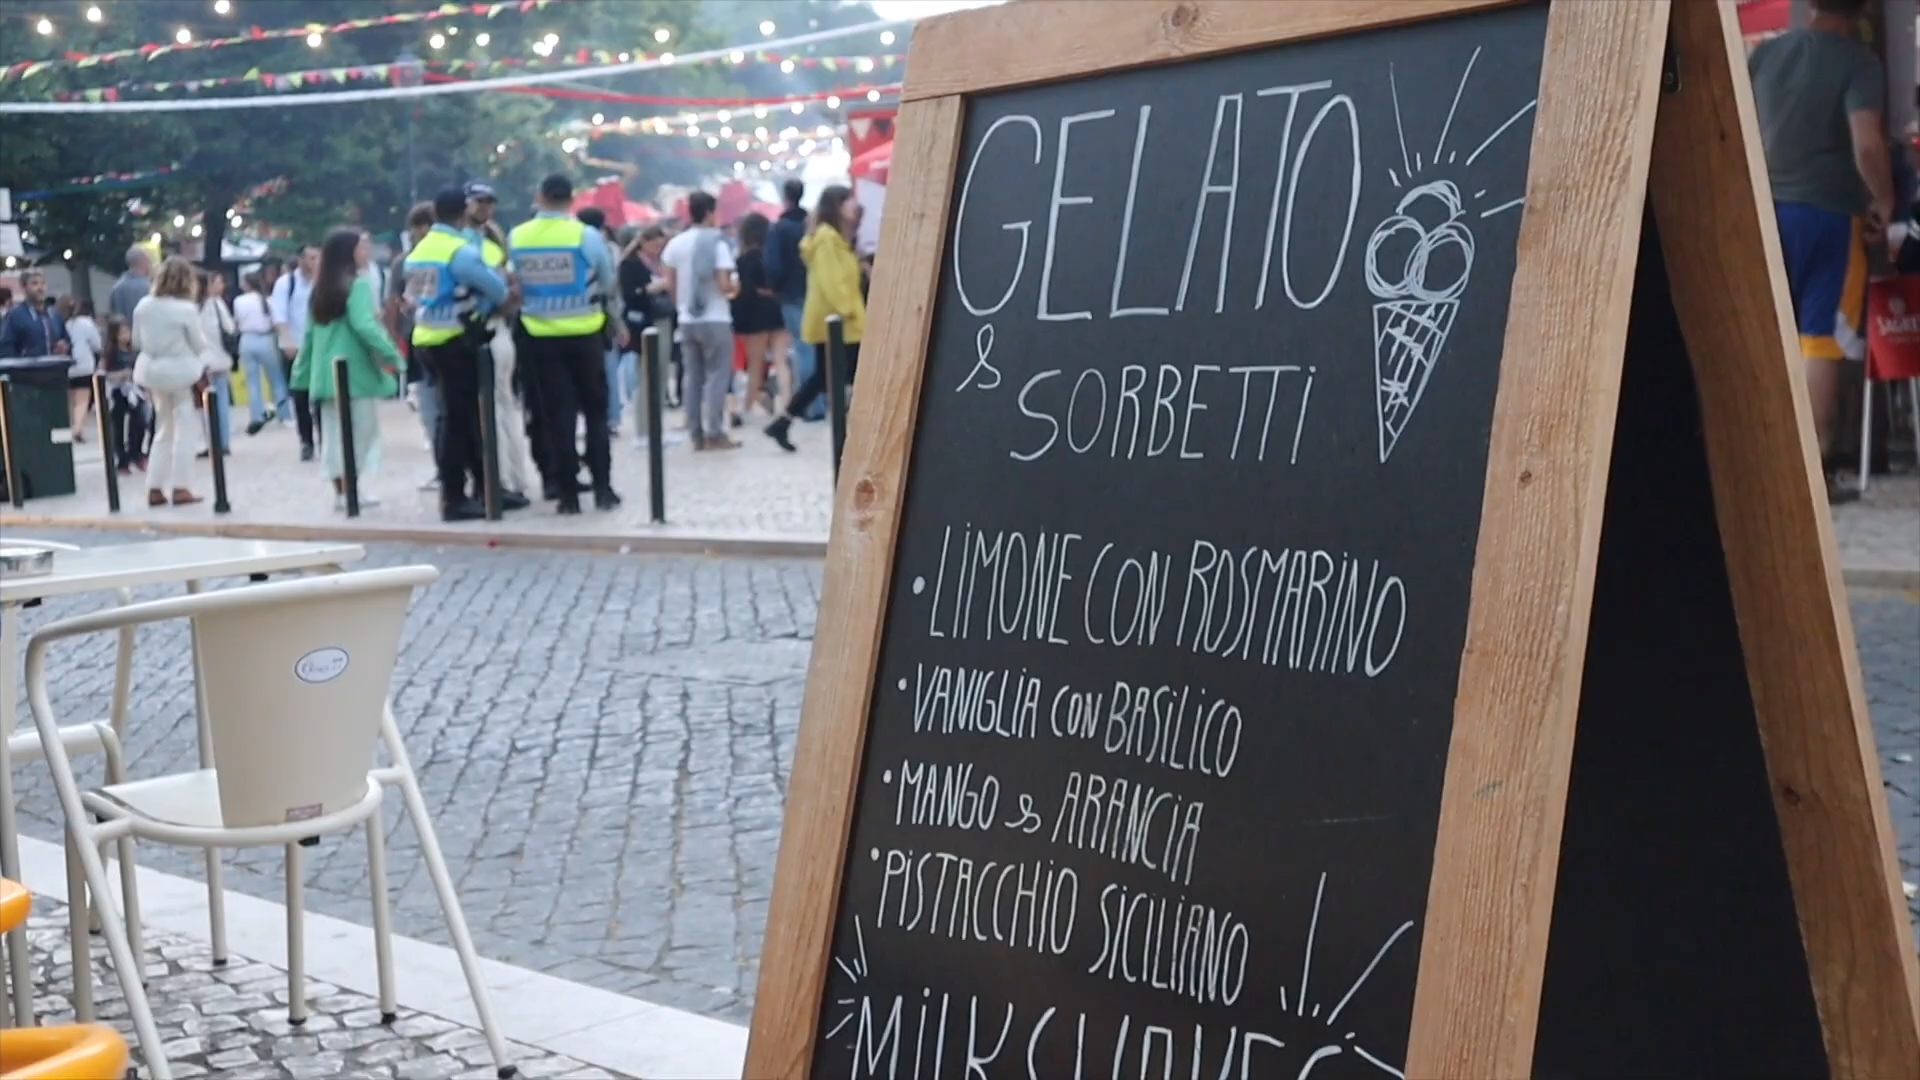 GELATO
& SORBETTI
• LIMONE CON ROSMARINO
• VANIGLIA CON BASILICO
• MANGO & ARANCIA
• PISTACCHIO SICILIANO
MILKSHAKES
POLICIA